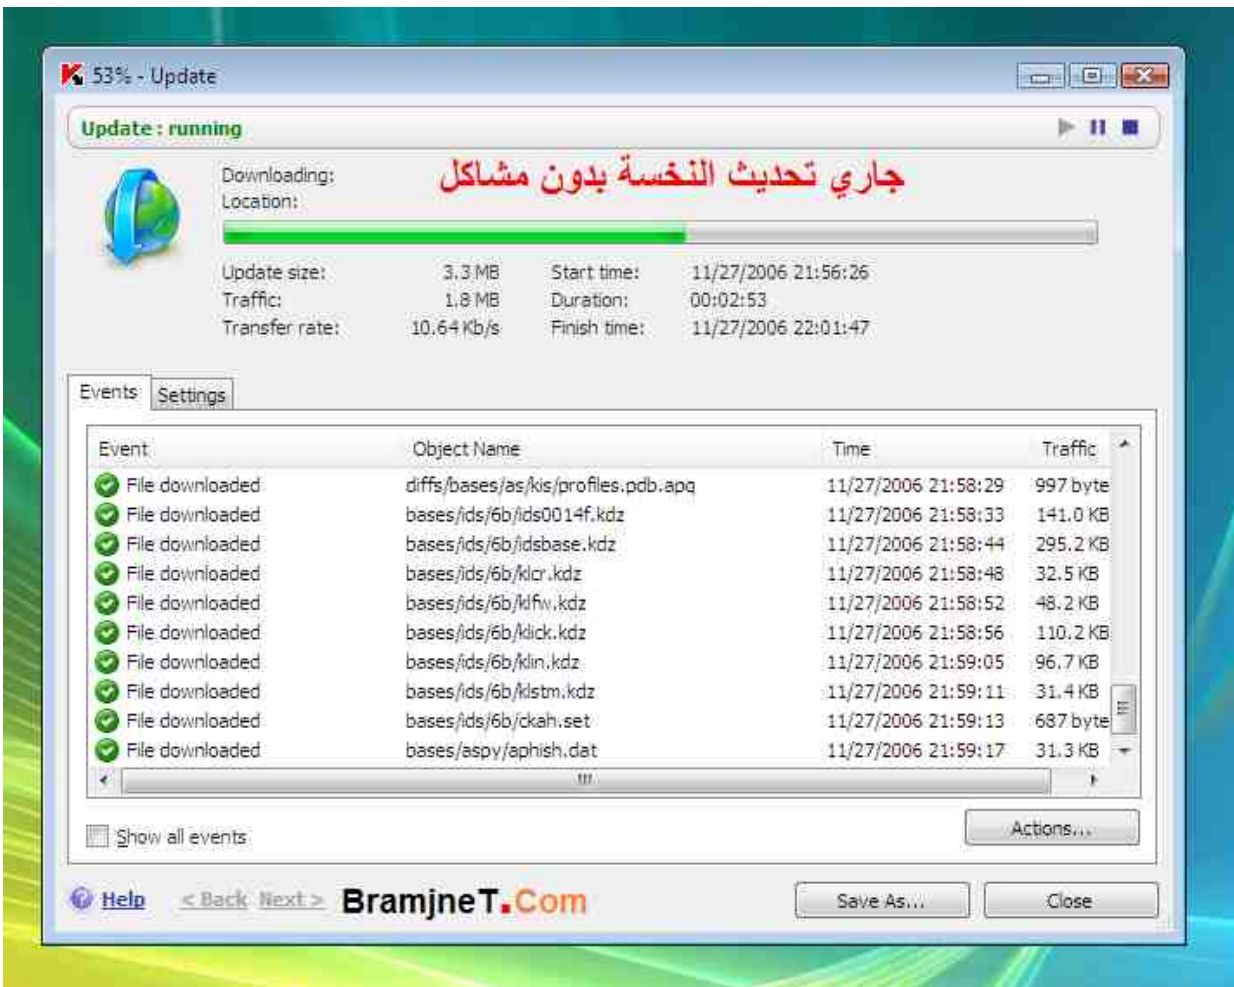 53% - Update
Update : running
Downloading:
جاري تحديث النخسة بدون مشاكل
Location:
Update size: 3.3 MB Start time: 11/27/2006 21:56:26
Traffic: 1.8 MB Duration: 00:02:53
Transfer rate: 10.64 Kb/s Finish time: 11/27/2006 22:01:47
Events Settings
Event Object Name Time Traffic
File downloaded diffs/bases/as/kis/profiles.pdb.apq 11/27/2006 21:58:29 997 byte
File downloaded bases/ids/6b/ids0014f.kdz 11/27/2006 21:58:33 141.0 KB
File downloaded bases/ids/6b/idsbase.kdz 11/27/2006 21:58:44 295.2 KB
File downloaded bases/ids/6b/klcr.kdz 11/27/2006 21:58:48 32.5 KB
File downloaded bases/ids/6b/klfw.kdz 11/27/2006 21:58:52 48.2 KB
File downloaded bases/ids/6b/klick.kdz 11/27/2006 21:58:56 110.2 KB
File downloaded bases/ids/6b/klin.kdz 11/27/2006 21:59:05 96.7 KB
File downloaded bases/ids/6b/klstm.kdz 11/27/2006 21:59:11 31.4 KB
File downloaded bases/ids/6b/ckah.set 11/27/2006 21:59:13 687 byte
File downloaded bases/aspy/aphish.dat 11/27/2006 21:59:17 31.3 KB
Show all events Actions...
Help < Back Next > BramjneT.Com Save As... Close